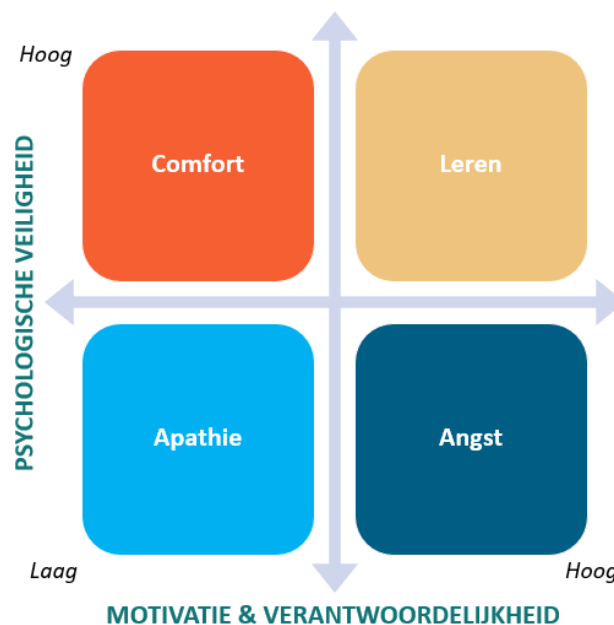 Hoog
Comfort
Leren
PSYCHOLOGISCHE VEILIGHEID
Apathie
Angst
Laag
Hoog
MOTIVATIE & VERANTWOORDELIJKHEID